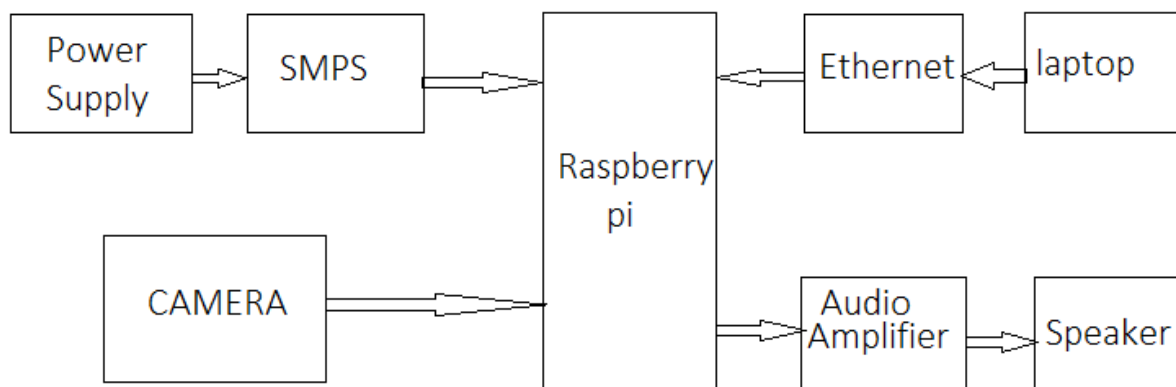 Power
Supply
SMPS
Ethernet
laptop
Raspberry
pi
CAMERA
Audio
Amplifier
Speaker